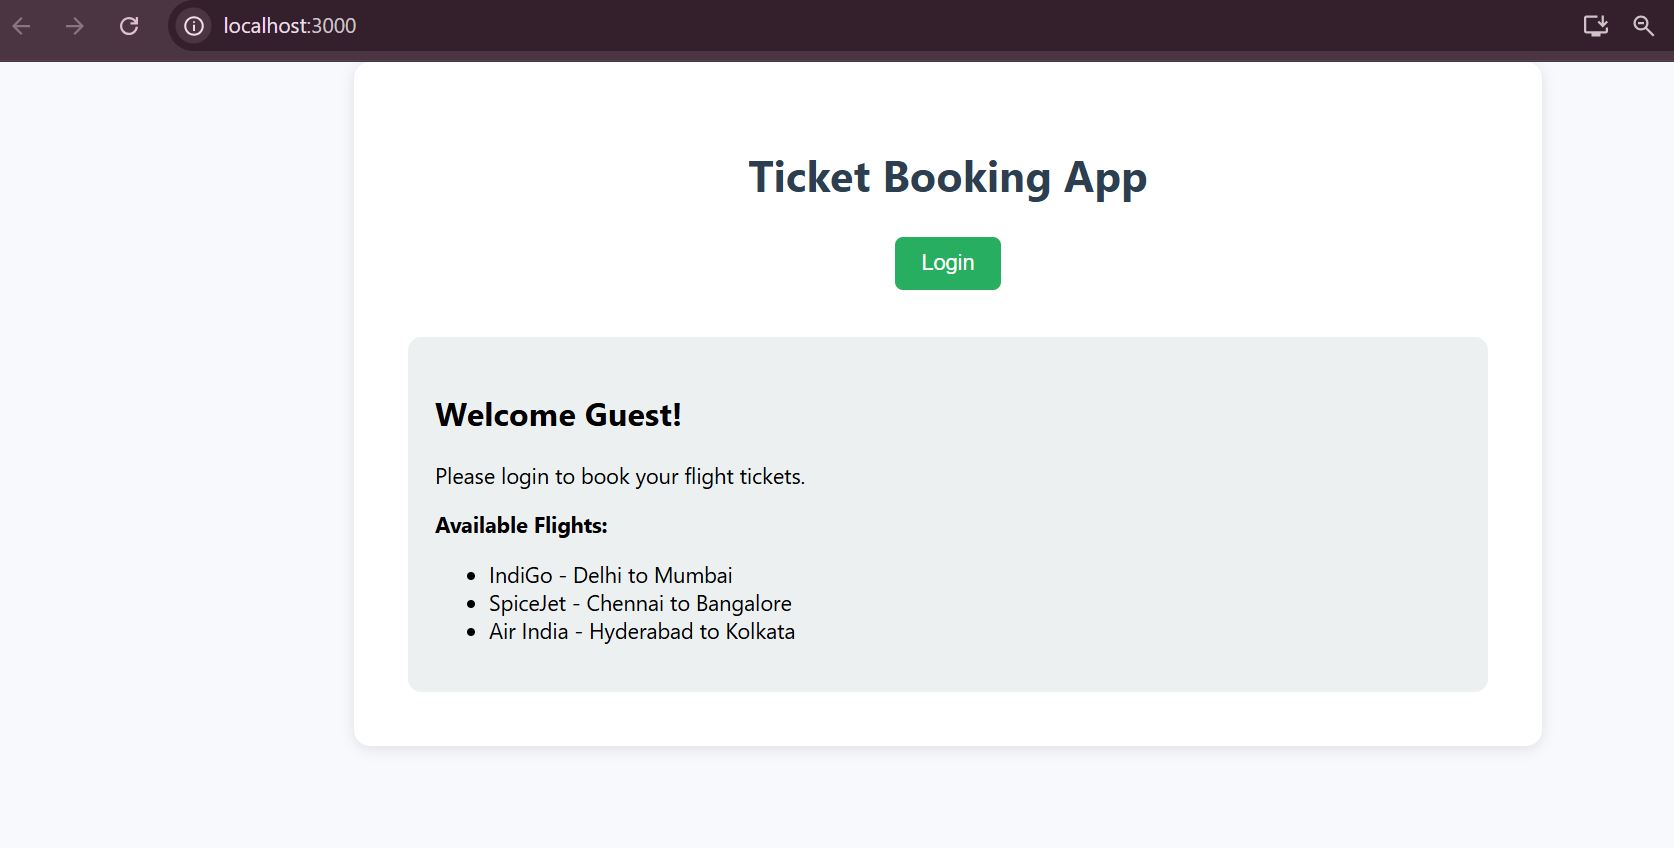 localhost:3000
Ticket Booking App
Login
Welcome Guest!
Please login to book your flight tickets.
Available Flights:
• IndiGo - Delhi to Mumbai
• SpiceJet - Chennai to Bangalore
• Air India - Hyderabad to Kolkata